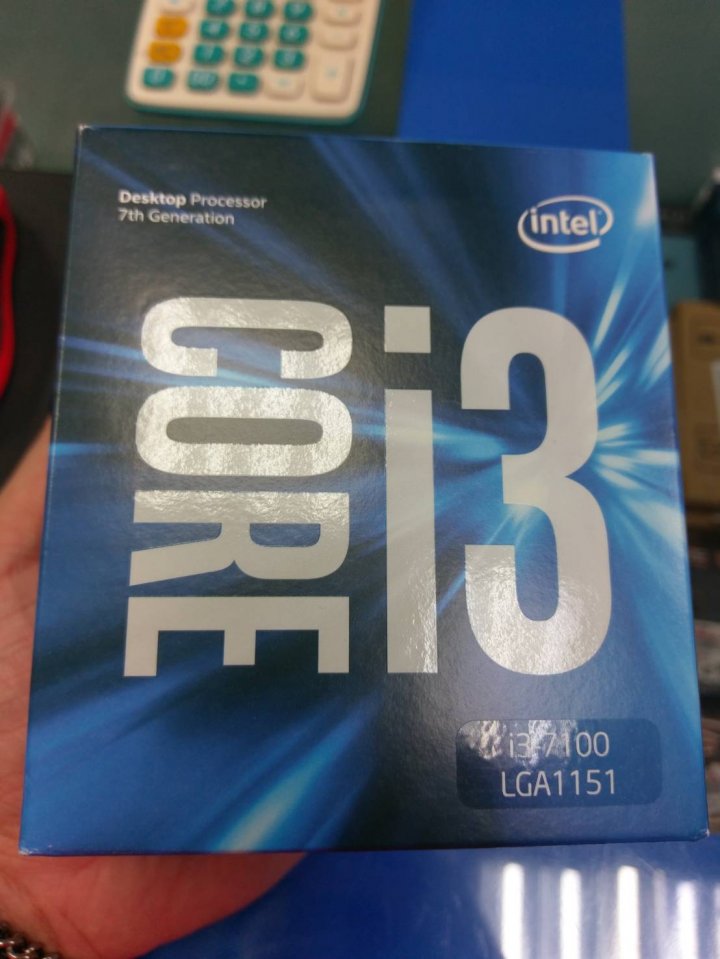 Desktop Processor
7th Generation
intel
CORE i3
i3-7100
LGA1151